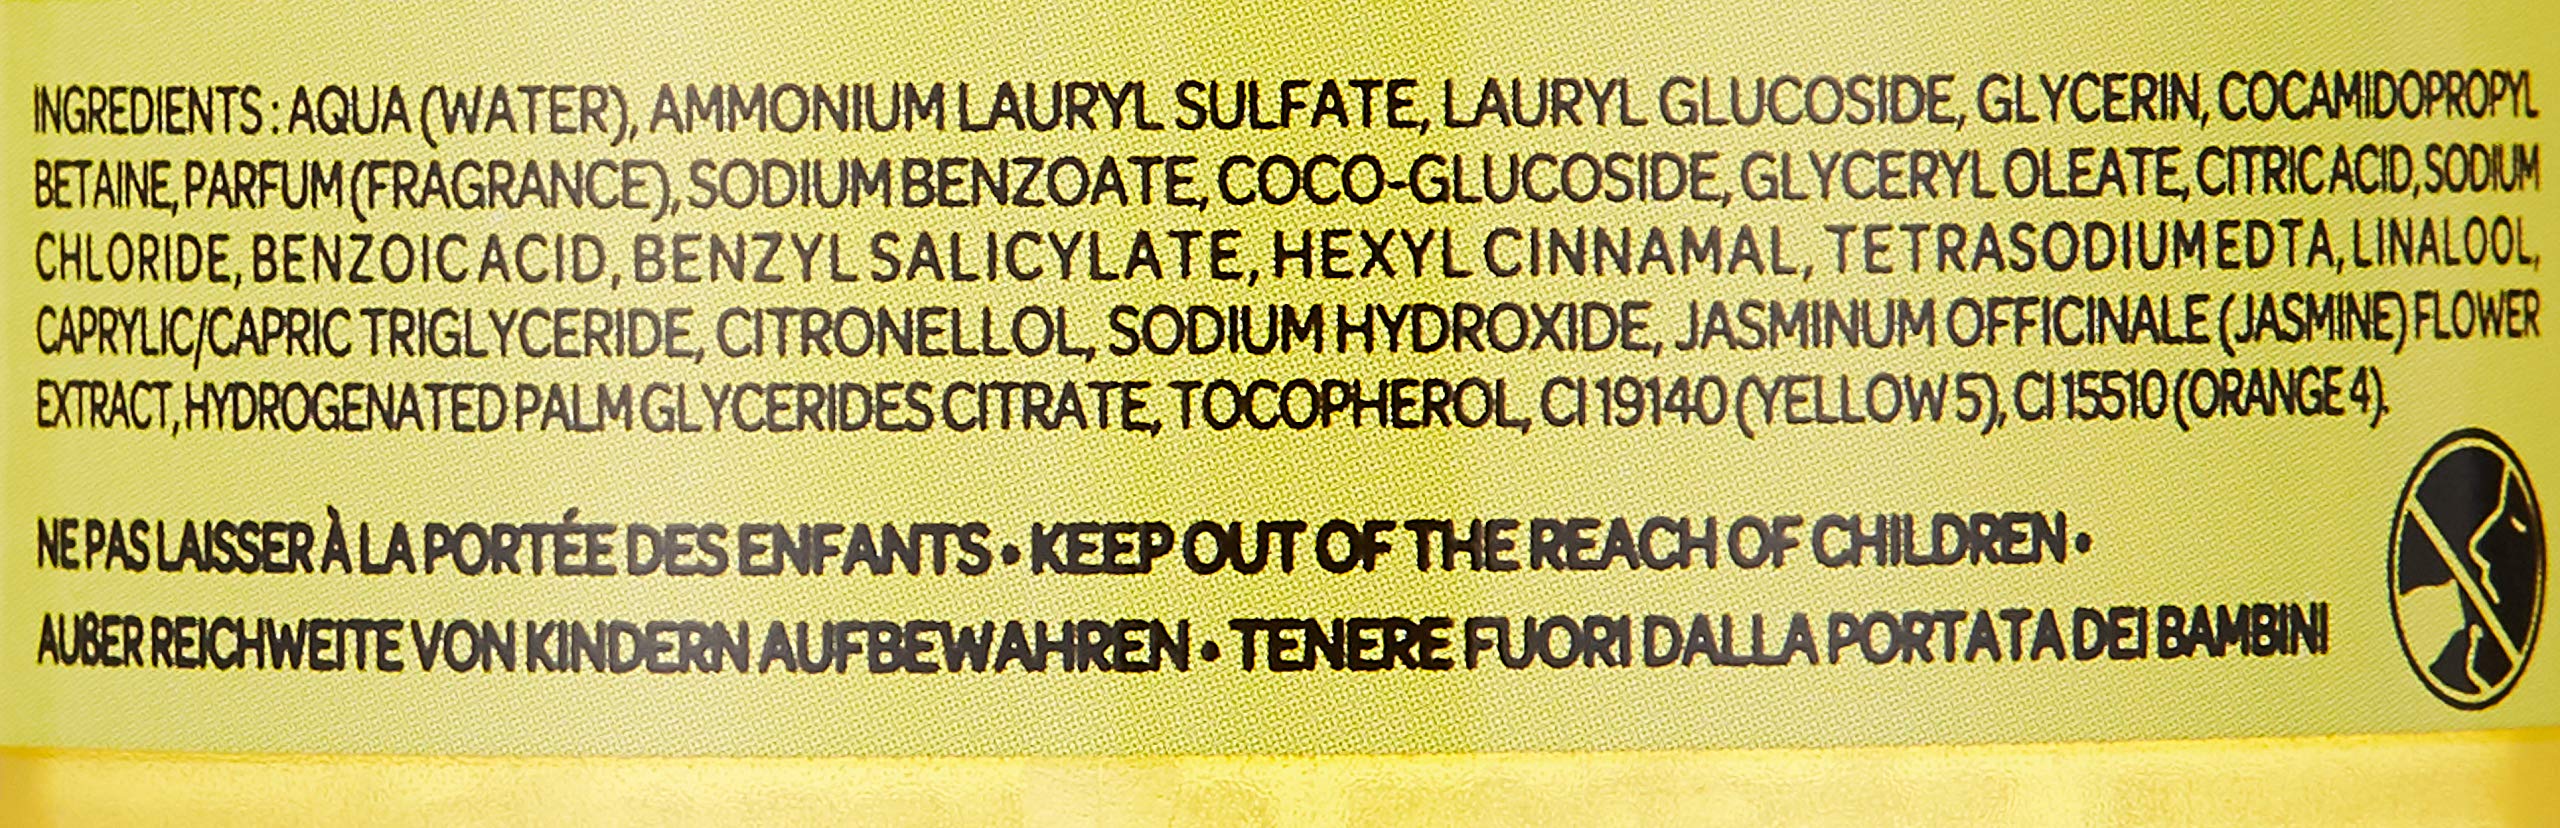 INGREDIENTS : AQUA (WATER), AMMONIUM LAURYL SULFATE, LAURYL GLUCOSIDE, GLYCERIN, COCAMIDOPROPYL
BETAINE, PARFUM (FRAGRANCE), SODIUM BENZOATE, COCO-GLUCOSIDE, GLYCERYL OLEATE, CITRIC ACID, SODIUM
CHLORIDE, BENZOIC ACID, BENZYL SALICYLATE, HEXYL CINNAMAL, TETRASODIUM EDTA, LINALOOL,
CAPRYLIC/CAPRIC TRIGLYCERIDE, CITRONELLOL, SODIUM HYDROXIDE, JASMINUM OFFICINALE (JASMINE) FLOWER
EXTRACT, HYDROGENATED PALM GLYCERIDES CITRATE, TOCOPHEROL, CI 19140 (YELLOW 5), CI 15510 (ORANGE 4).
NE PAS LAISSER À LA PORTÉE DES ENFANTS • KEEP OUT OF THE REACH OF CHILDREN •
AUßER REICHWEITE VON KINDERN AUFBEWAHREN • TENERE FUORI DALLA PORTATA DEI BAMBINI